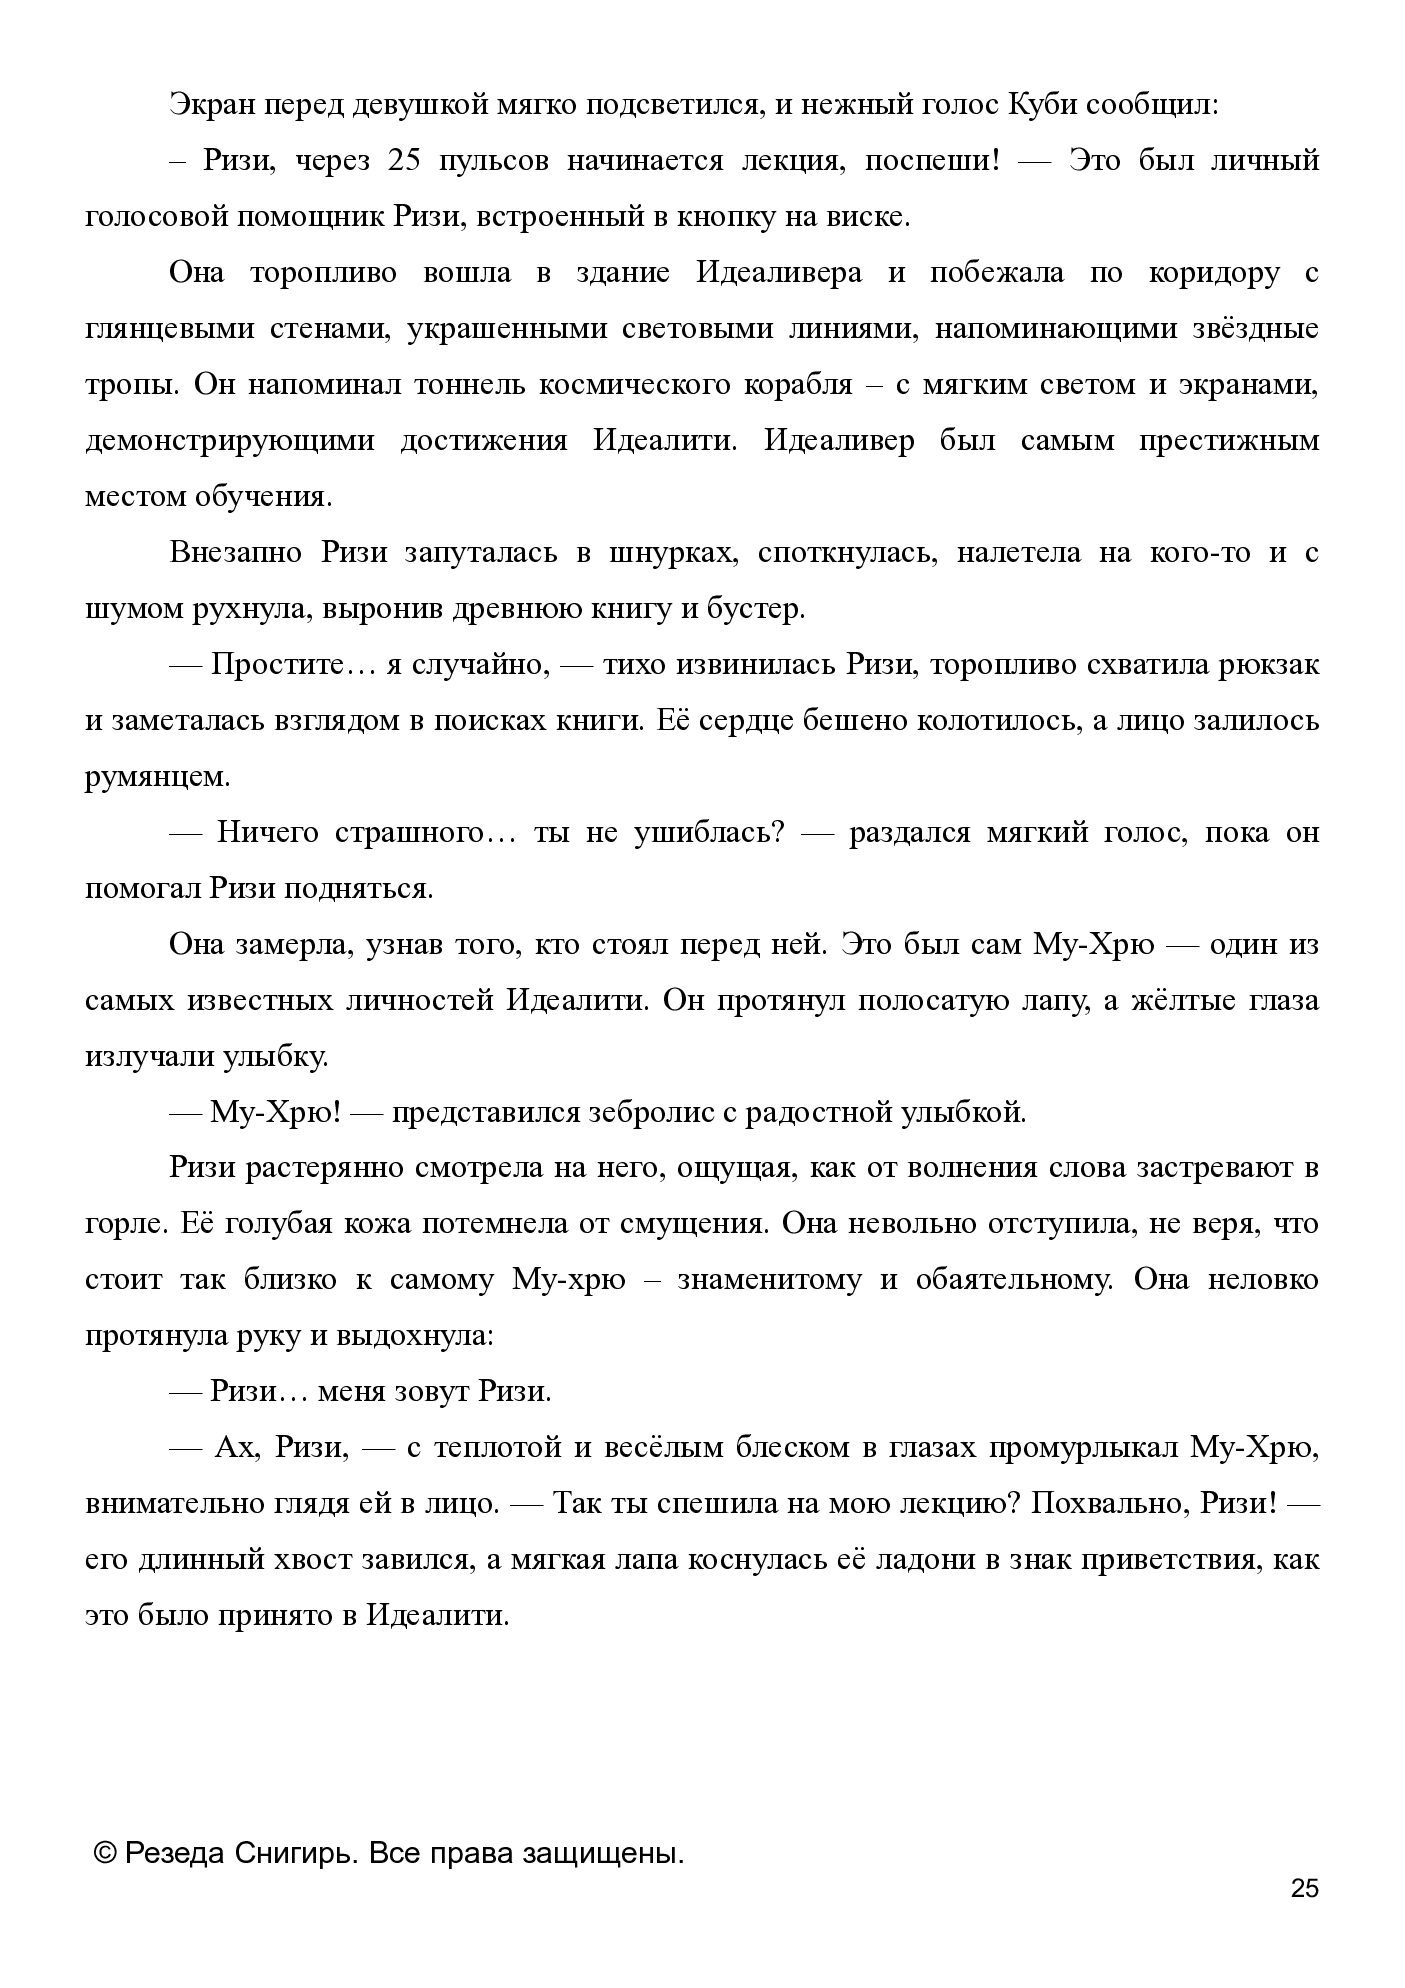 Экран перед девушкой мягко подсветился, и нежный голос Куби сообщил:
– Ризи, через 25 пульсов начинается лекция, поспеши! — Это был личный
голосовой помощник Ризи, встроенный в кнопку на виске.
Она торопливо вошла в здание Идеаливера и побежала по коридору с
глянцевыми стенами, украшенными световыми линиями, напоминающими звёздные
тропы. Он напоминал тоннель космического корабля – с мягким светом и экранами,
демонстрирующими достижения Идеалити. Идеаливер был самым престижным
местом обучения.
Внезапно Ризи запуталась в шнурках, споткнулась, налетела на кого-то и с
шумом рухнула, выронив древнюю книгу и бустер.
— Простите… я случайно, — тихо извинилась Ризи, торопливо схватила рюкзак
и заметалась взглядом в поисках книги. Её сердце бешено колотилось, а лицо залилось
румянцем.
— Ничего страшного… ты не ушиблась? — раздался мягкий голос, пока он
помогал Ризи подняться.
Она замерла, узнав того, кто стоял перед ней. Это был сам Му-Хрю — один из
самых известных личностей Идеалити. Он протянул полосатую лапу, а жёлтые глаза
излучали улыбку.
— Му-Хрю! — представился зебролис с радостной улыбкой.
Ризи растерянно смотрела на него, ощущая, как от волнения слова застревают в
горле. Её голубая кожа потемнела от смущения. Она невольно отступила, не веря, что
стоит так близко к самому Му-хрю – знаменитому и обаятельному. Она неловко
протянула руку и выдохнула:
— Ризи… меня зовут Ризи.
— Ах, Ризи, — с теплотой и весёлым блеском в глазах промурлыкал Му-Хрю,
внимательно глядя ей в лицо. — Так ты спешила на мою лекцию? Похвально, Ризи! —
его длинный хвост завился, а мягкая лапа коснулась её ладони в знак приветствия, как
это было принято в Идеалити.
© Резеда Снигирь. Все права защищены.
25